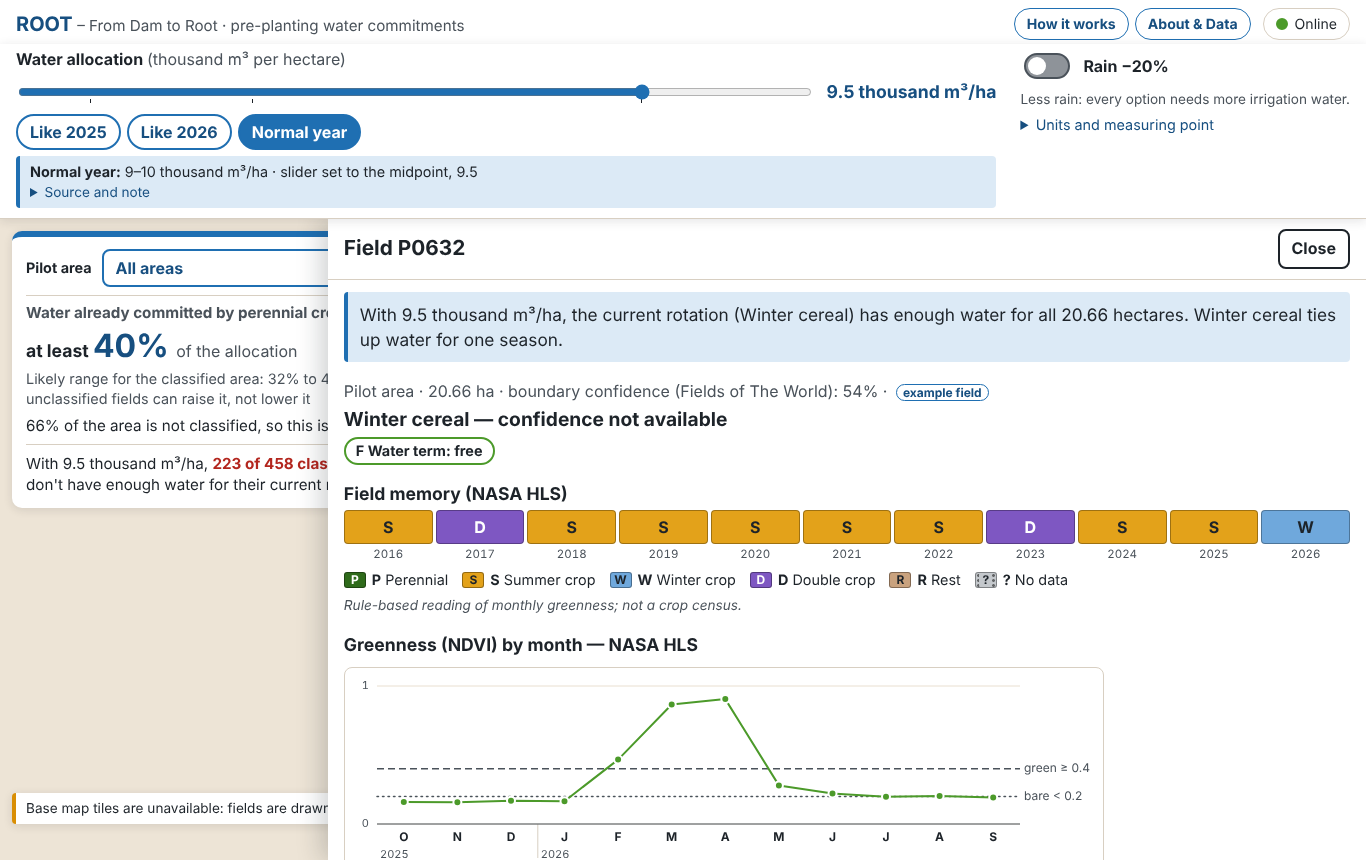 ROOT – From Dam to Root · pre-planting water commitments
How it works
About & Data
Online
Water allocation (thousand m³ per hectare)
9.5 thousand m³/ha
Like 2025
Like 2026
Normal year
Normal year: 9–10 thousand m³/ha · slider set to the midpoint, 9.5
Source and note
Rain −20%
Less rain: every option needs more irrigation water.
Units and measuring point
Pilot area
All areas
Water already committed by perennial
at least 40% of the allocation
Likely range for the classified area: 32% to
unclassified fields can raise it, not lower it
66% of the area is not classified, so this is
With 9.5 thousand m³/ha, 223 of 458
don't have enough water for their current
Base map tiles are unavailable: fields are
Field P0632
Close
With 9.5 thousand m³/ha, the current rotation (Winter cereal) has enough water for all 20.66 hectares. Winter cereal ties
up water for one season.
Pilot area · 20.66 ha · boundary confidence (Fields of The World): 54% · example field
Winter cereal — confidence not available
F Water term: free
Field memory (NASA HLS)
S D S S S S S D S S W
2016 2017 2018 2019 2020 2021 2022 2023 2024 2025 2026
P P Perennial S S Summer crop W W Winter crop D D Double crop R R Rest ? ? No data
Rule-based reading of monthly greenness; not a crop census.
Greenness (NDVI) by month — NASA HLS
1
green ≥ 0.4
bare < 0.2
0
O N D J F M A M J J A S
2025 2026